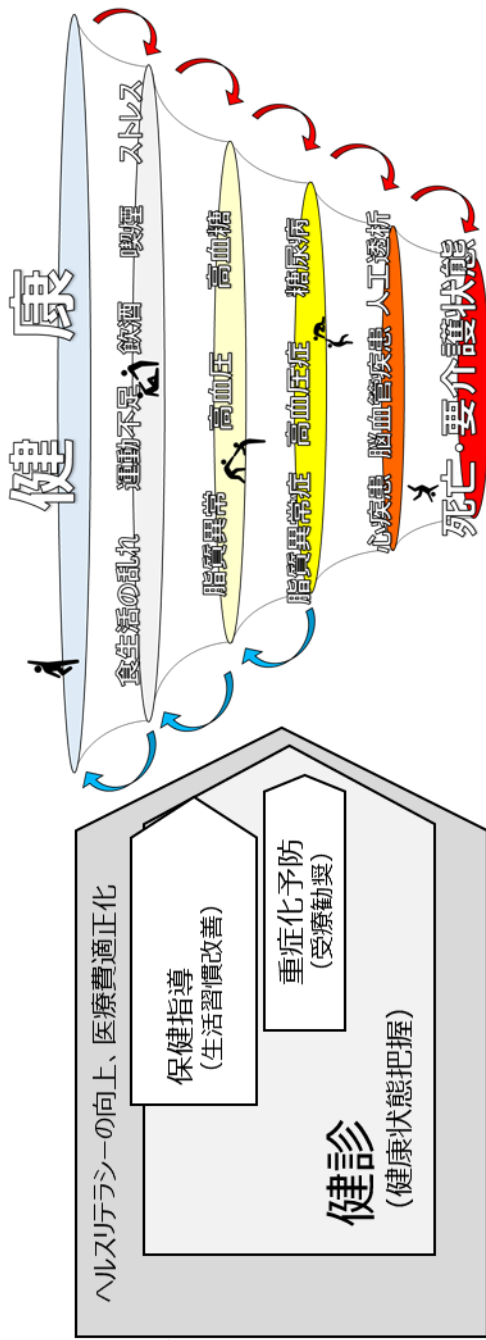 ヘルスリテラシーの向上、医療費適正化
保健指導
（生活習慣改善）
重症化予防
（受療勧奨）
健診
（健康状態把握）
健 康
食生活の乱れ 運動不足 飲酒 喫煙 ストレス
脂質異常 高血圧 高血糖
脂質異常症 高血圧症 糖尿病
心疾患 脳血管疾患 人工透析
死亡・要介護状態